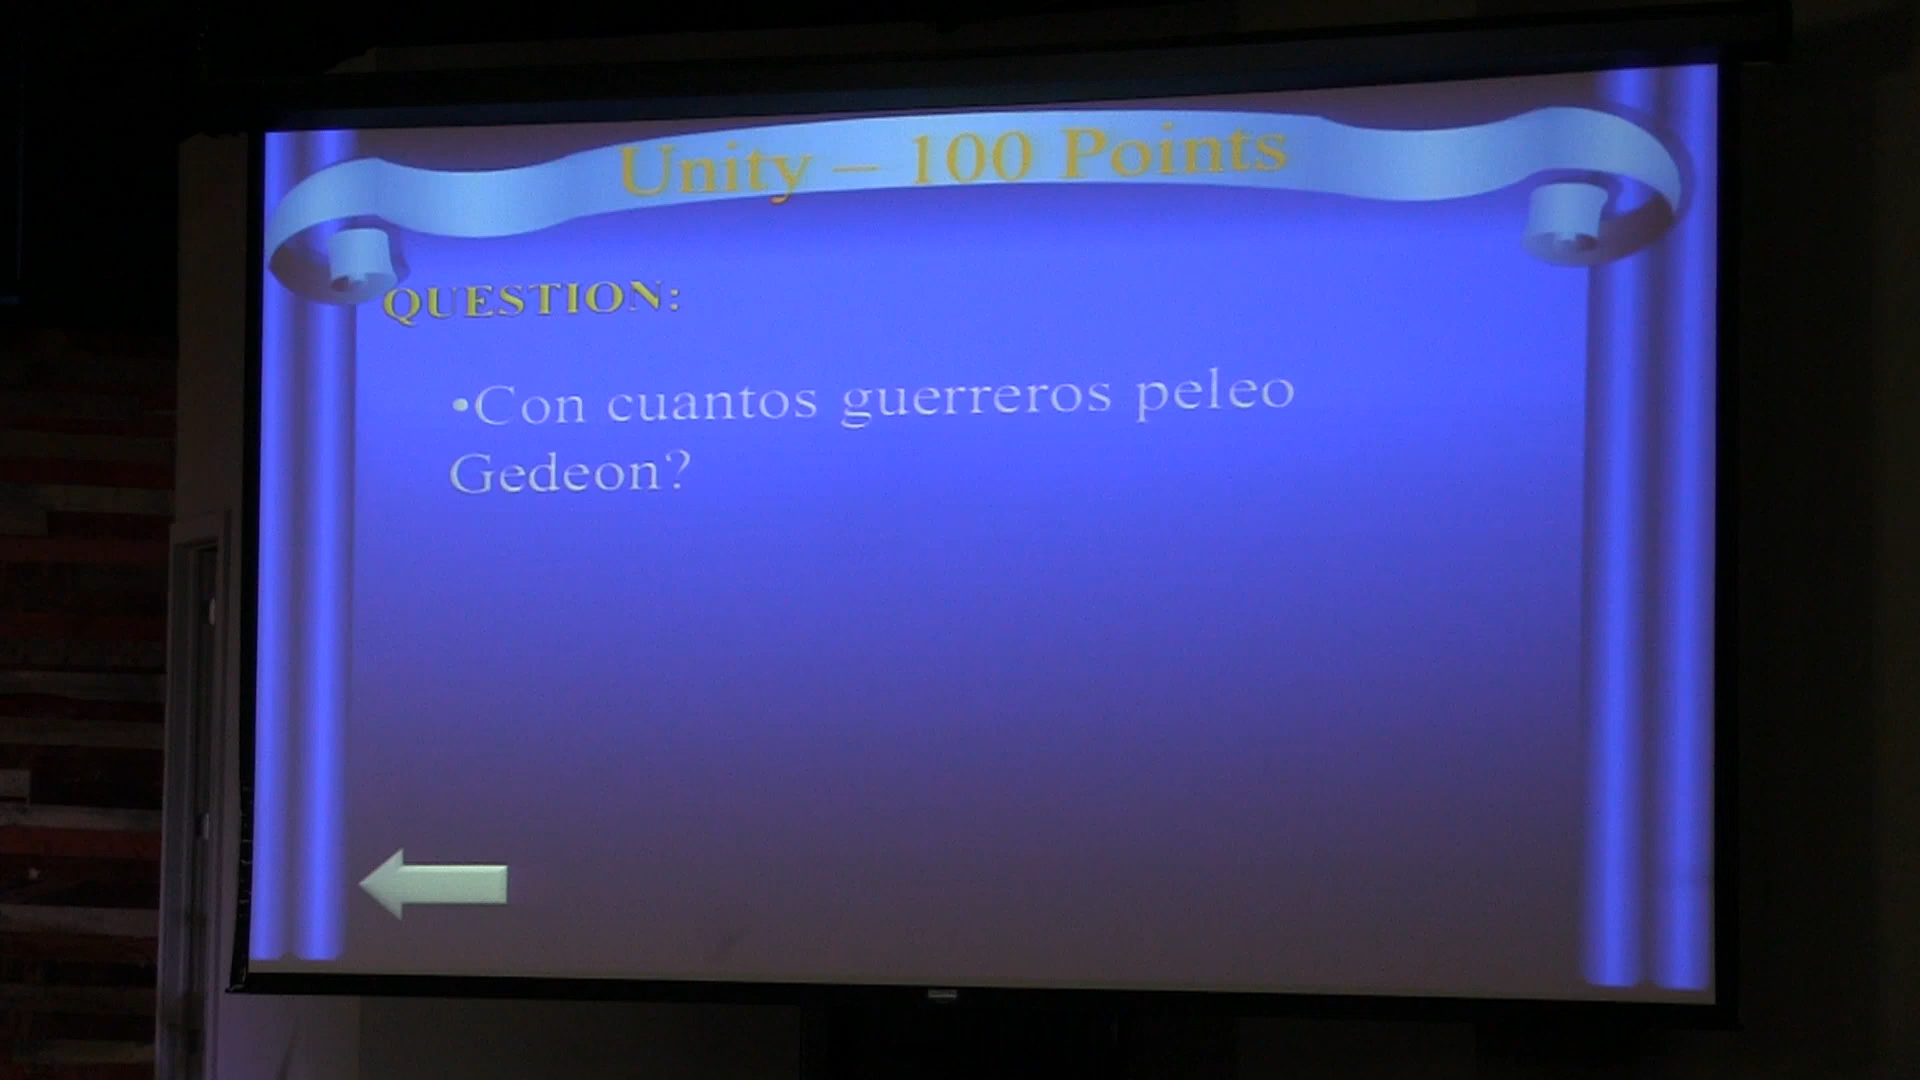 Unity – 100 Points
QUESTION:
•Con cuantos guerreros peleo
Gedeon?